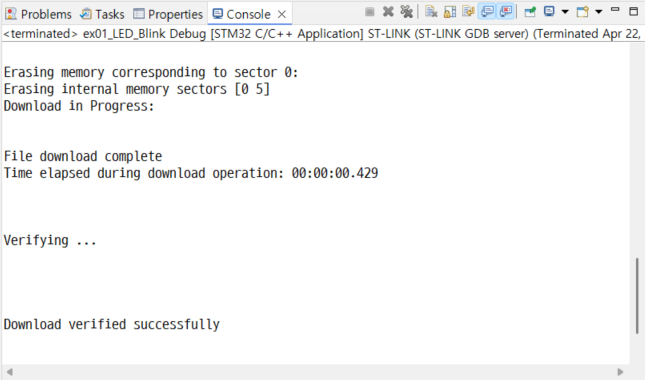 Problems Tasks Properties Console
<terminated> ex01_LED_Blink Debug [STM32 C/C++ Application] ST-LINK (ST-LINK GDB server) (Terminated Apr 22,
Erasing memory corresponding to sector 0:
Erasing internal memory sectors [0 5]
Download in Progress:
File download complete
Time elapsed during download operation: 00:00:00.429
Verifying ...
Download verified successfully